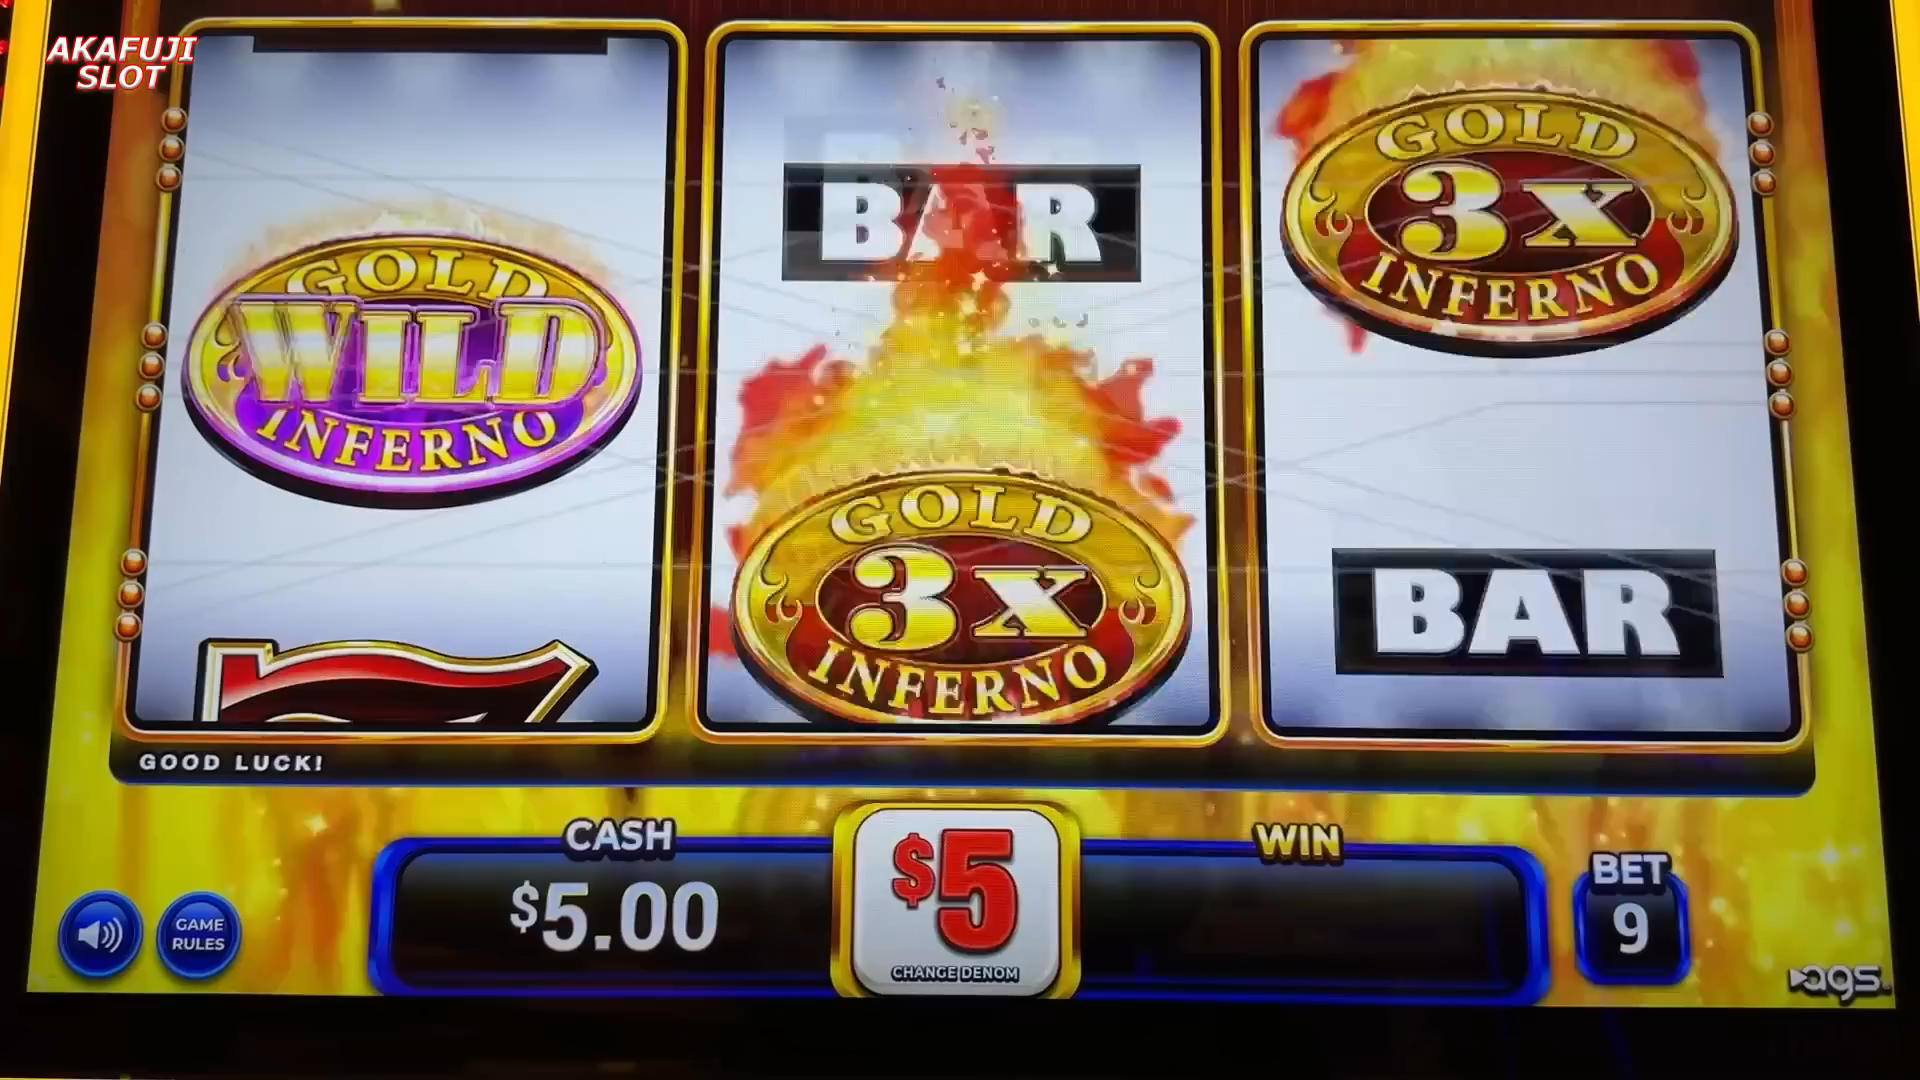 AKAFUJI
SLOT
GOLD
WILD
INFERNO
BAR
GOLD
3x
INFERNO
GOLD
3x
INFERNO
BAR
GOOD LUCK!
CASH
$5.00
$5
CHANGE DENOM
WIN
BET
9
GAME
RULES
ags